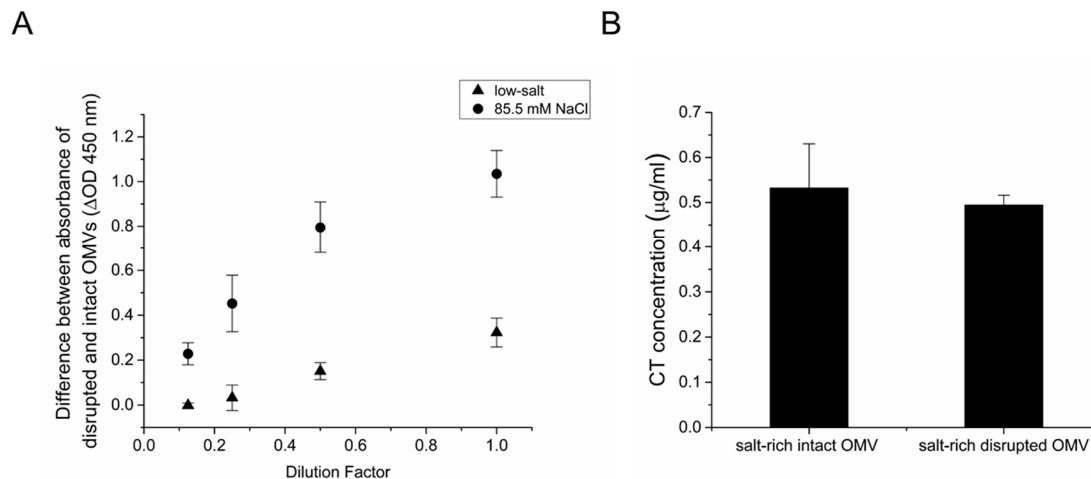 A
low-salt
85.5 mM NaCl
Difference between absorbance of
disrupted and intact OMVs (ΔOD 450 nm)
1.2
1.0
0.8
0.6
0.4
0.2
0.0
0.0 0.2 0.4 0.6 0.8 1.0
Dilution Factor
B
CT concentration (µg/ml)
0.7
0.6
0.5
0.4
0.3
0.2
0.1
0.0
salt-rich intact OMV salt-rich disrupted OMV